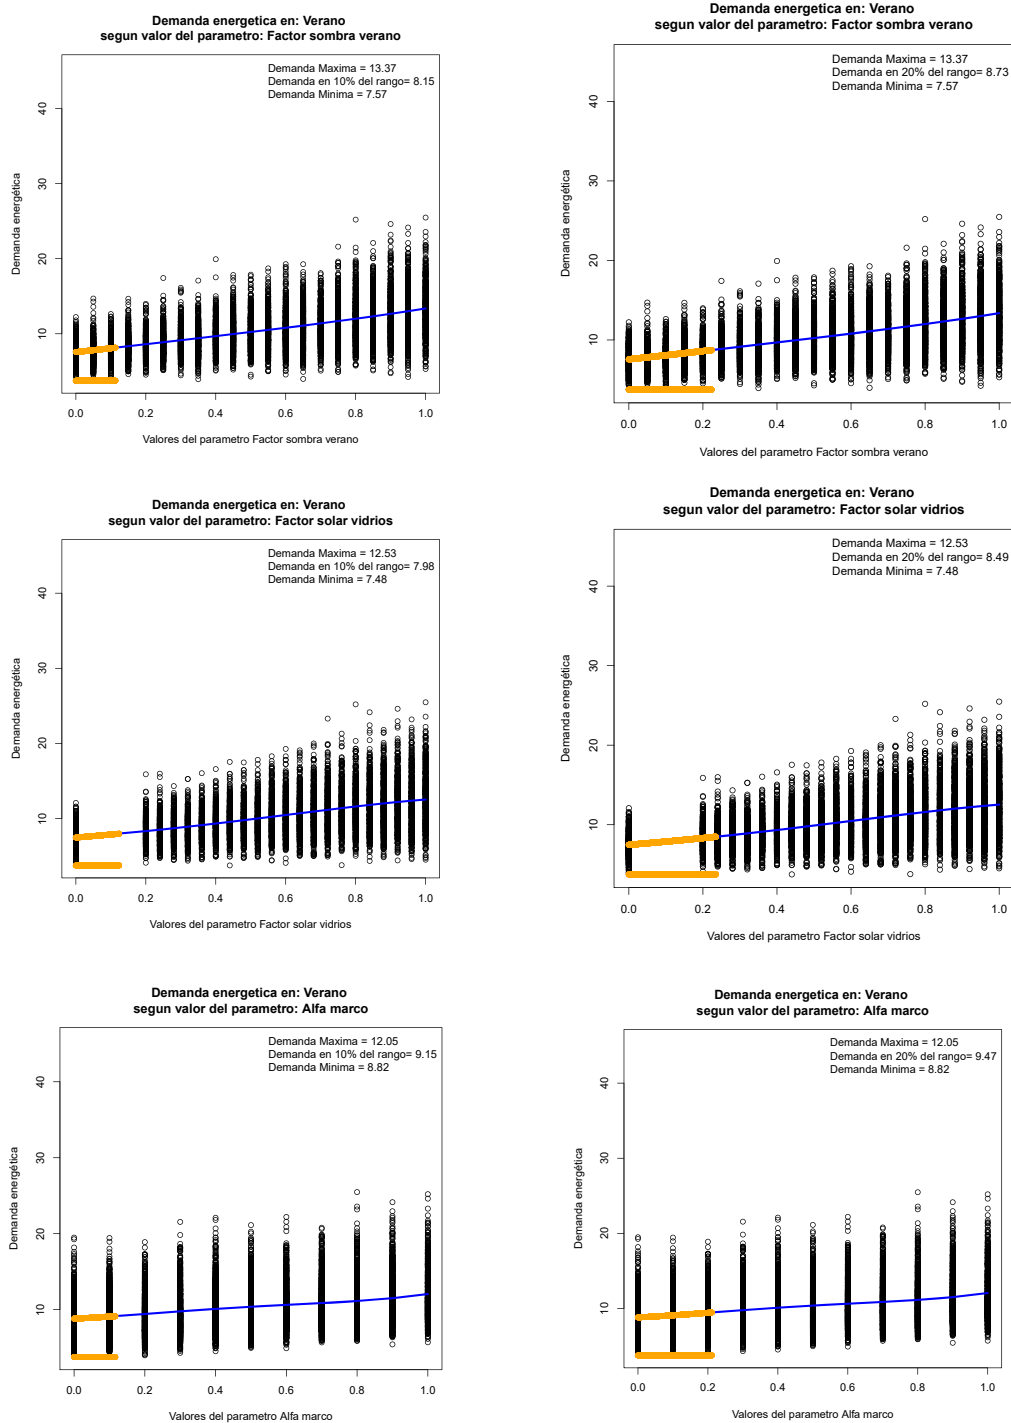 Demanda energetica en: Verano
segun valor del parametro: Factor sombra verano
Demanda Maxima = 13.37
Demanda en 10% del rango= 8.15
Demanda Minima = 7.57
40
30
20
10
Demanda energética
0.0 0.2 0.4 0.6 0.8 1.0
Valores del parametro Factor sombra verano
Demanda energetica en: Verano
segun valor del parametro: Factor sombra verano
Demanda Maxima = 13.37
Demanda en 20% del rango= 8.73
Demanda Minima = 7.57
40
30
20
10
Demanda energética
0.0 0.2 0.4 0.6 0.8 1.0
Valores del parametro Factor sombra verano
Demanda energetica en: Verano
segun valor del parametro: Factor solar vidrios
Demanda Maxima = 12.53
Demanda en 10% del rango= 7.98
Demanda Minima = 7.48
40
30
20
10
Demanda energética
0.0 0.2 0.4 0.6 0.8 1.0
Valores del parametro Factor solar vidrios
Demanda energetica en: Verano
segun valor del parametro: Factor solar vidrios
Demanda Maxima = 12.53
Demanda en 20% del rango= 8.49
Demanda Minima = 7.48
40
30
20
10
Demanda energética
0.0 0.2 0.4 0.6 0.8 1.0
Valores del parametro Factor solar vidrios
Demanda energetica en: Verano
segun valor del parametro: Alfa marco
Demanda Maxima = 12.05
Demanda en 10% del rango= 9.15
Demanda Minima = 8.82
40
30
20
10
Demanda energética
0.0 0.2 0.4 0.6 0.8 1.0
Valores del parametro Alfa marco
Demanda energetica en: Verano
segun valor del parametro: Alfa marco
Demanda Maxima = 12.05
Demanda en 20% del rango= 9.47
Demanda Minima = 8.82
40
30
20
10
Demanda energética
0.0 0.2 0.4 0.6 0.8 1.0
Valores del parametro Alfa marco